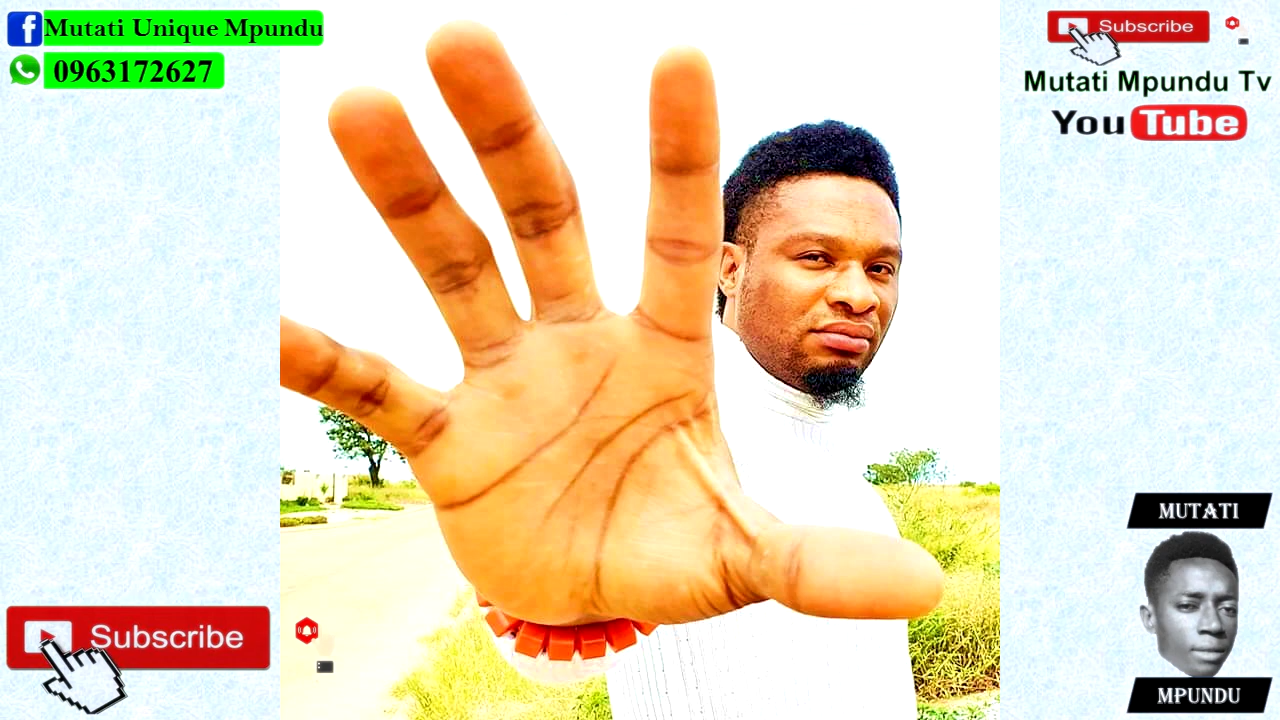 Mutati Unique Mpundu
0963172627
Subscribe
Mutati Mpundu Tv
YouTube
Subscribe
MUTATI
MPUNDU